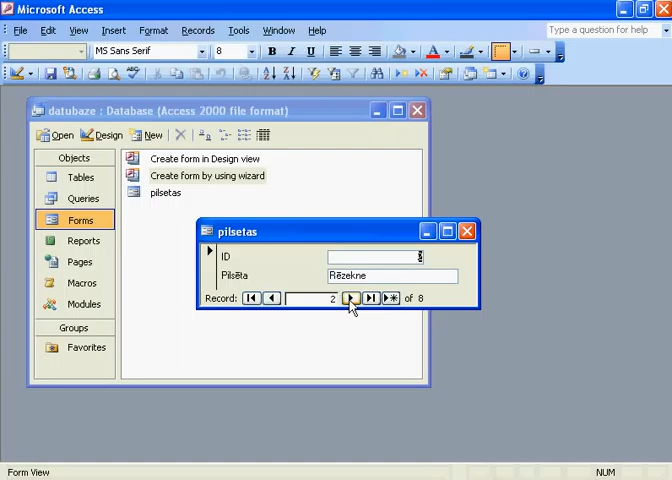 Microsoft Access
File Edit View Insert Format Records Tools Window Help
Type a question for help
MS Sans Serif 8 B I U
datubaze : Database (Access 2000 file format)
Open Design New
Objects
Tables
Queries
Forms
Reports
Pages
Macros
Modules
Groups
Favorites
Create form in Design view
Create form by using wizard
pilsetas
pilsetas
ID
Pilsēta Rēzekne
Record: 2 of 8
Form View NUM